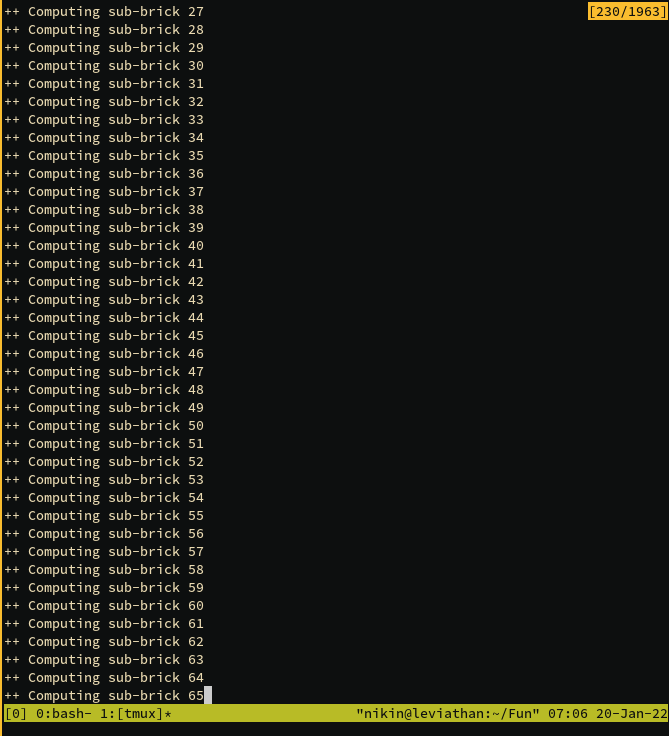 ++ Computing sub-brick 27 [230/1963]
++ Computing sub-brick 28
++ Computing sub-brick 29
++ Computing sub-brick 30
++ Computing sub-brick 31
++ Computing sub-brick 32
++ Computing sub-brick 33
++ Computing sub-brick 34
++ Computing sub-brick 35
++ Computing sub-brick 36
++ Computing sub-brick 37
++ Computing sub-brick 38
++ Computing sub-brick 39
++ Computing sub-brick 40
++ Computing sub-brick 41
++ Computing sub-brick 42
++ Computing sub-brick 43
++ Computing sub-brick 44
++ Computing sub-brick 45
++ Computing sub-brick 46
++ Computing sub-brick 47
++ Computing sub-brick 48
++ Computing sub-brick 49
++ Computing sub-brick 50
++ Computing sub-brick 51
++ Computing sub-brick 52
++ Computing sub-brick 53
++ Computing sub-brick 54
++ Computing sub-brick 55
++ Computing sub-brick 56
++ Computing sub-brick 57
++ Computing sub-brick 58
++ Computing sub-brick 59
++ Computing sub-brick 60
++ Computing sub-brick 61
++ Computing sub-brick 62
++ Computing sub-brick 63
++ Computing sub-brick 64
++ Computing sub-brick 65
[0] 0:bash- 1:[tmux]* "nikin@leviathan:~/Fun" 07:06 20-Jan-22